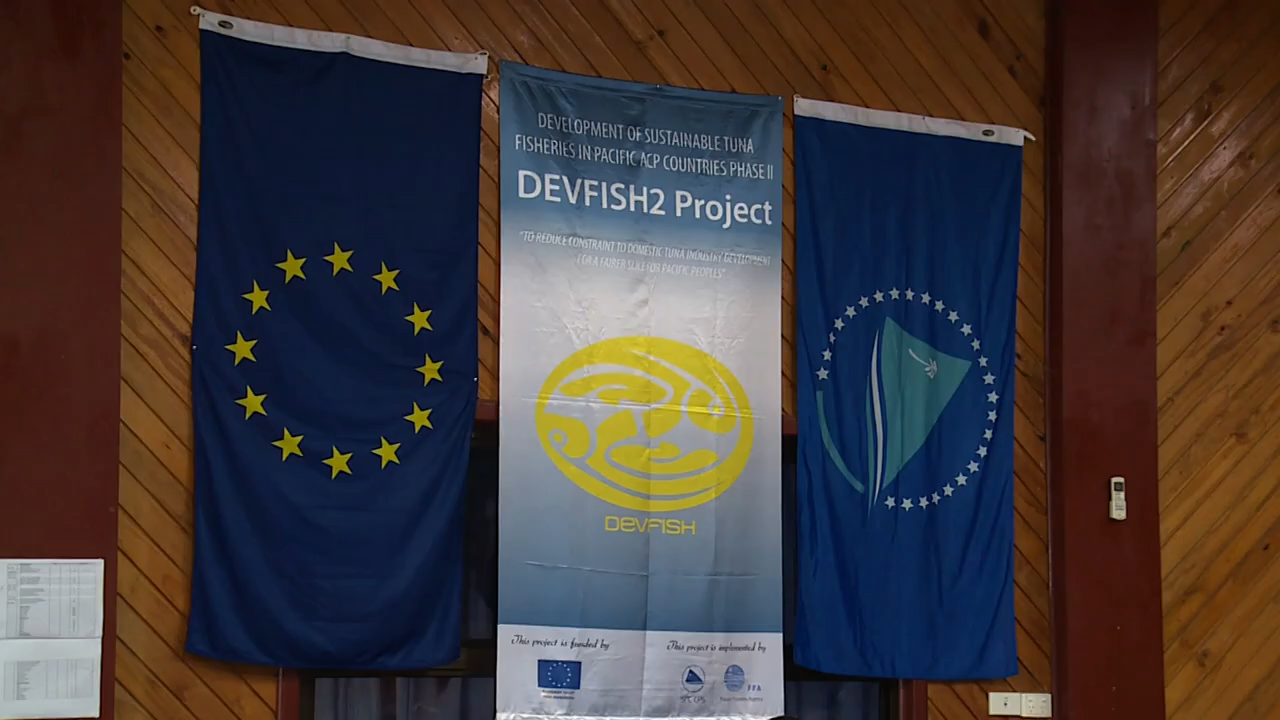 DEVELOPMENT OF SUSTAINABLE TUNA
FISHERIES IN PACIFIC ACP COUNTRIES PHASE II
DEVFISH2 Project
"TO REDUCE CONSTRAINT TO DOMESTIC TUNA INDUSTRY DEVELOPMENT
FOR A FAIRER SLICE FOR PACIFIC PEOPLES"
DEVFISH
This project is funded by
This project is implemented by
FFA